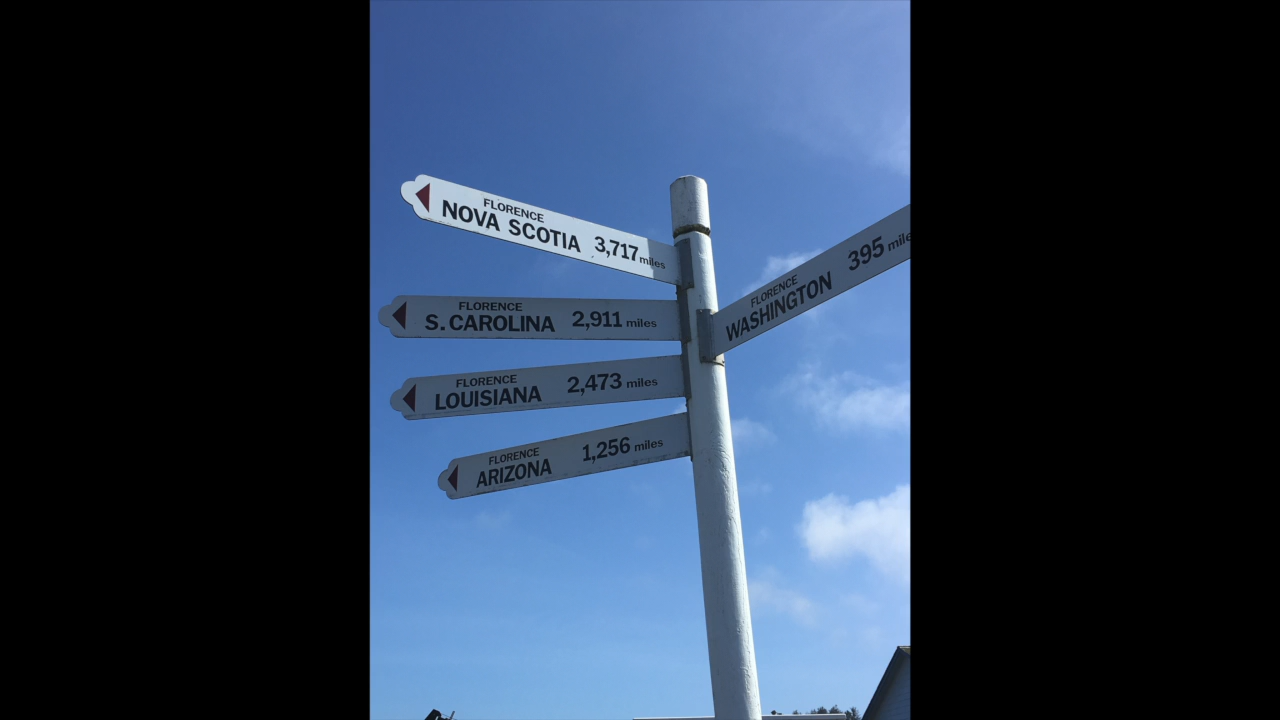 FLORENCE
NOVA SCOTIA 3,717 miles
FLORENCE
S. CAROLINA 2,911 miles
FLORENCE
LOUISIANA 2,473 miles
FLORENCE
ARIZONA 1,256 miles
FLORENCE
WASHINGTON 395 mile